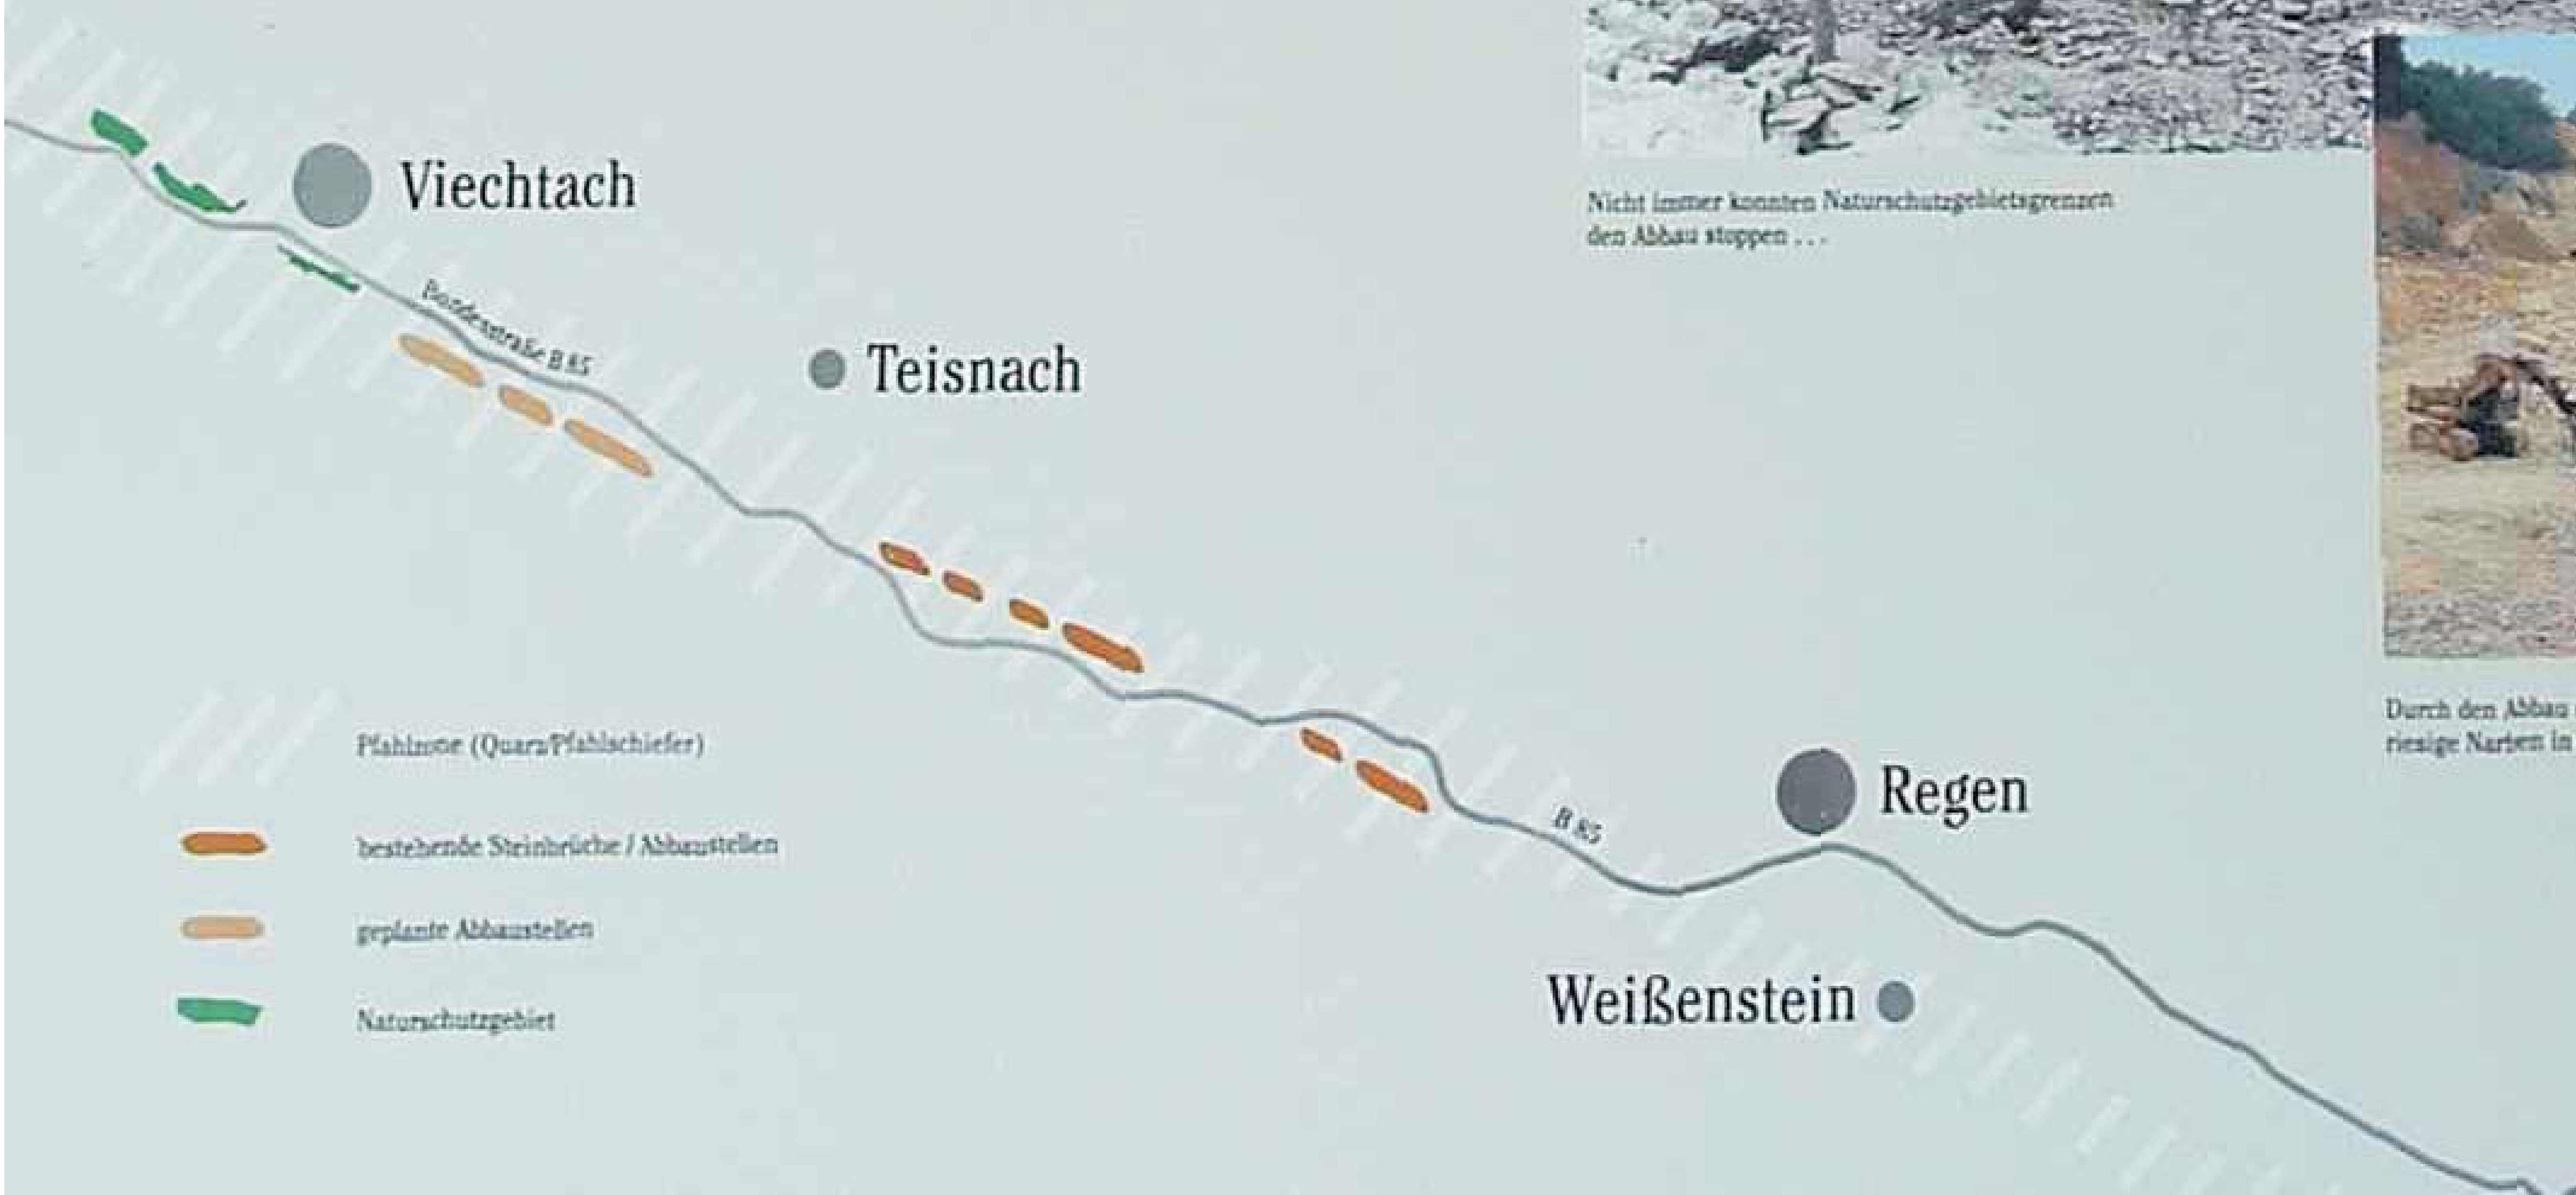 Viechtach
Bundesstraße B 85
Teisnach
Nicht immer konnten Naturschutzgebietsgrenzen
den Abbau stoppen . . .
B 85
Regen
Weißenstein
Pfahlzone (Quarz/Pfahlschiefer)
bestehende Steinbrüche / Abbaustellen
geplante Abbaustellen
Naturschutzgebiet
Durch den Abbau
riesige Narben in